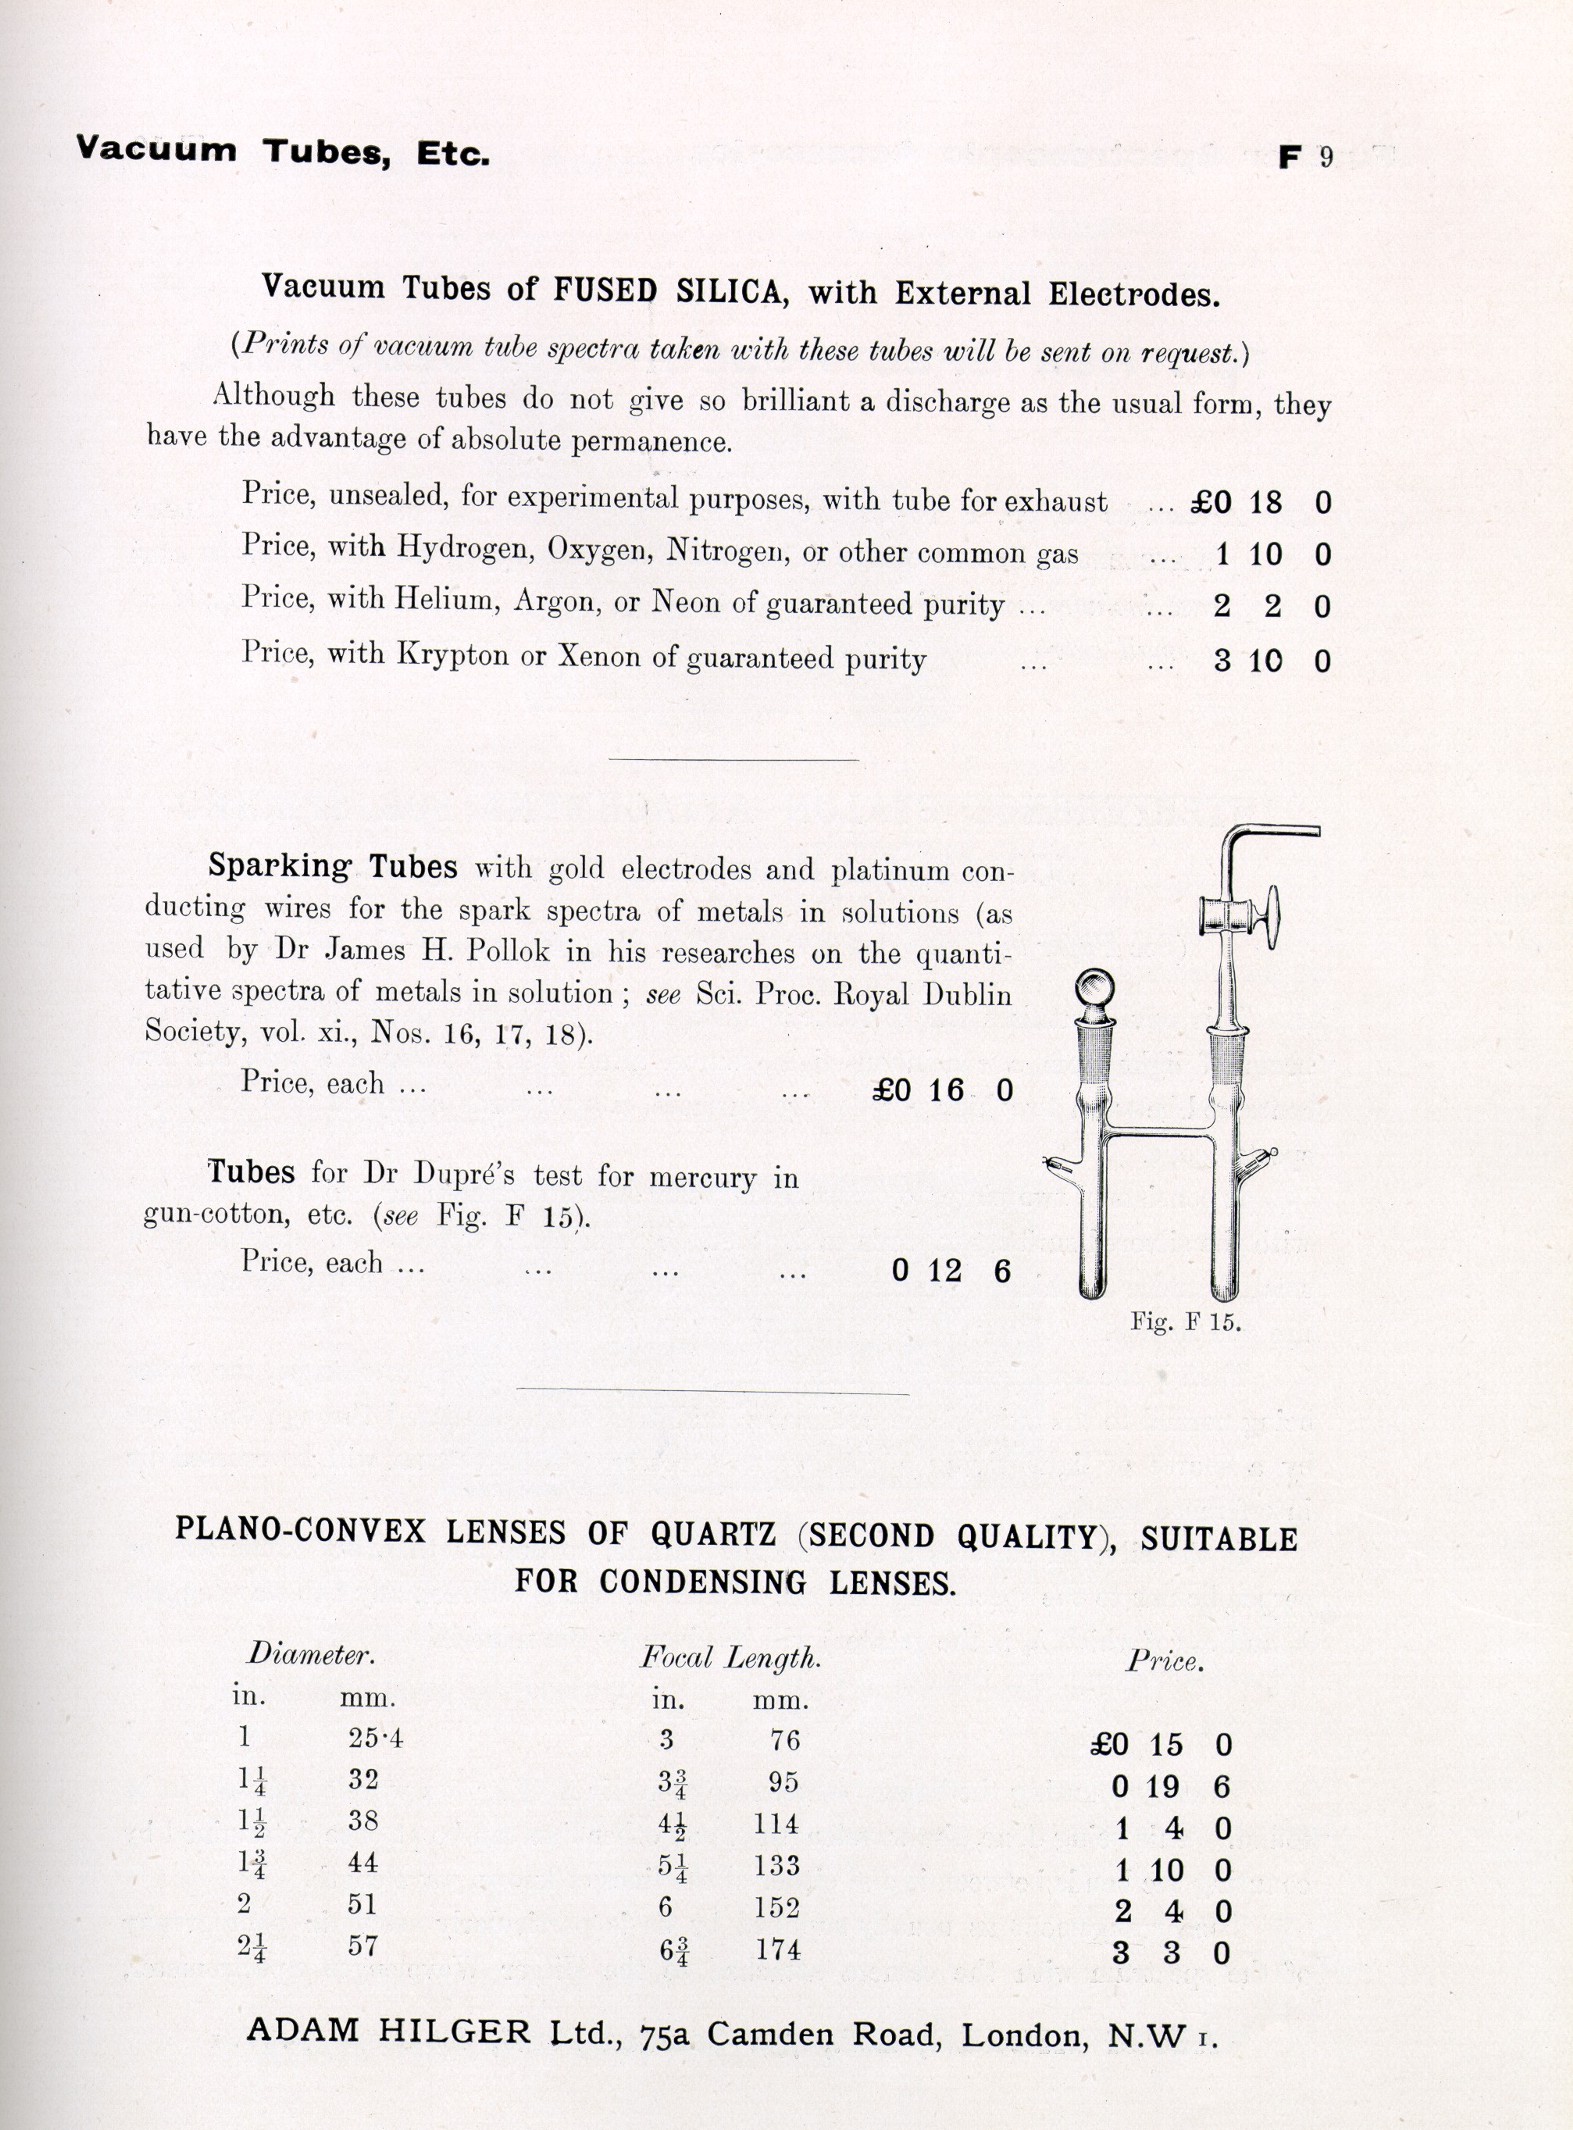 Vacuum Tubes, Etc. F 9
Vacuum Tubes of FUSED SILICA, with External Electrodes.
(Prints of vacuum tube spectra taken with these tubes will be sent on request.)
Although these tubes do not give so brilliant a discharge as the usual form, they
have the advantage of absolute permanence.
Price, unsealed, for experimental purposes, with tube for exhaust ... £0 18 0
Price, with Hydrogen, Oxygen, Nitrogen, or other common gas ... 1 10 0
Price, with Helium, Argon, or Neon of guaranteed purity ... ... 2 2 0
Price, with Krypton or Xenon of guaranteed purity ... ... 3 10 0
Sparking Tubes with gold electrodes and platinum con-
ducting wires for the spark spectra of metals in solutions (as
used by Dr James H. Pollok in his researches on the quanti-
tative spectra of metals in solution ; see Sci. Proc. Royal Dublin
Society, vol. xi., Nos. 16, 17, 18).
Price, each ... ... ... ... £0 16 0
Tubes for Dr Dupré's test for mercury in
gun-cotton, etc. (see Fig. F 15).
Price, each ... ... ... ... 0 12 6
Fig. F 15.
PLANO-CONVEX LENSES OF QUARTZ (SECOND QUALITY), SUITABLE
FOR CONDENSING LENSES.
Diameter. Focal Length. Price.
in. mm. in. mm.
1 25·4 3 76 £0 15 0
1¼ 32 3¾ 95 0 19 6
1½ 38 4½ 114 1 4 0
1¾ 44 5¼ 133 1 10 0
2 51 6 152 2 4 0
2¼ 57 6¾ 174 3 3 0
ADAM HILGER Ltd., 75a Camden Road, London, N.W 1.